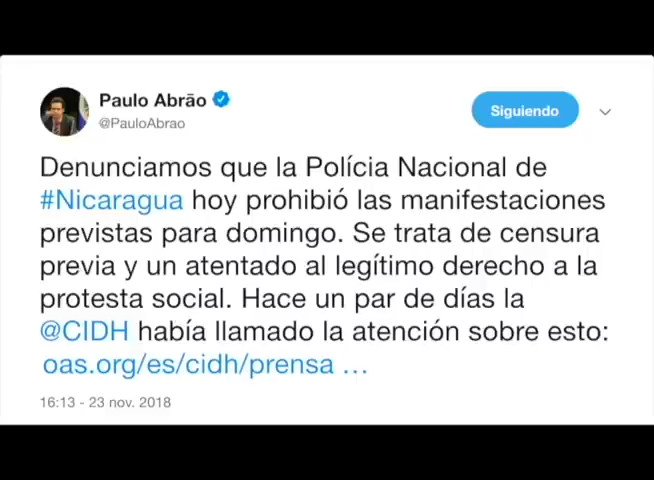 Paulo Abrão
@PauloAbrao
Siguiendo
Denunciamos que la Polícia Nacional de
#Nicaragua hoy prohibió las manifestaciones
previstas para domingo. Se trata de censura
previa y un atentado al legítimo derecho a la
protesta social. Hace un par de días la
@CIDH había llamado la atención sobre esto:
oas.org/es/cidh/prensa ...
16:13 - 23 nov. 2018